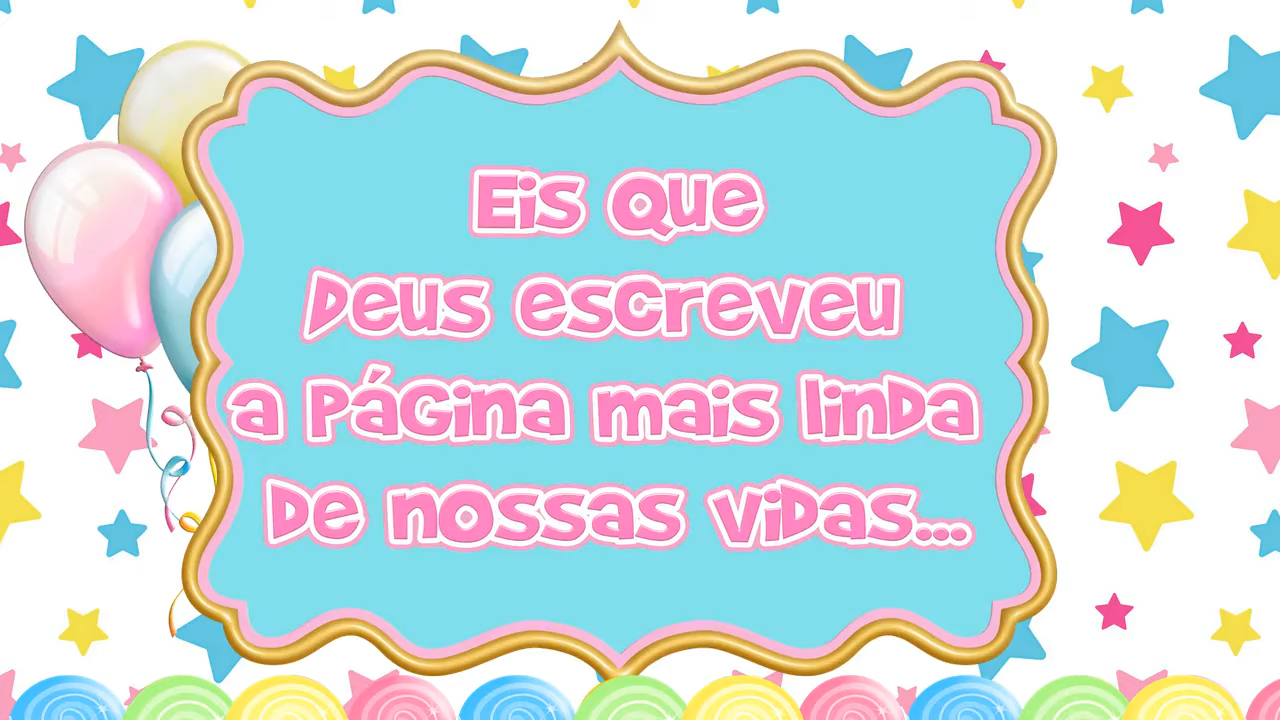 Eis que
Deus escreveu
a página mais linda
de nossas vidas...